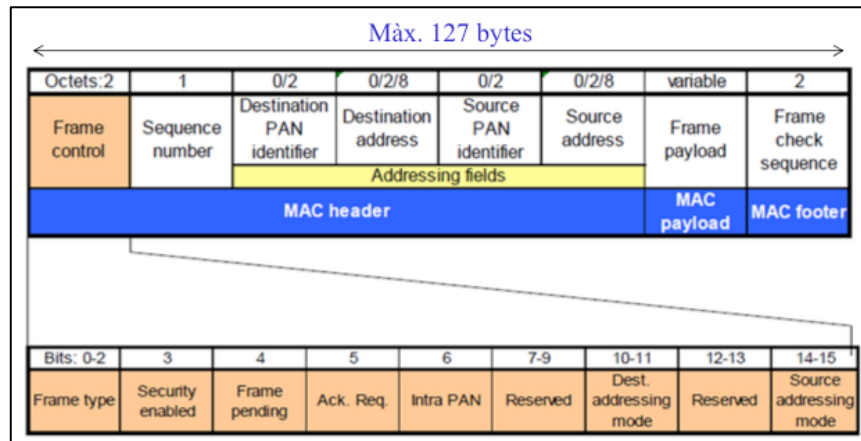 Màx. 127 bytes
Octets:2 1 0/2 0/2/8 0/2 0/2/8 variable 2
Frame control
Sequence number
Destination PAN identifier
Destination address
Source PAN identifier
Source address
Frame payload
Frame check sequence
Addressing fields
MAC header
MAC payload
MAC footer
Bits: 0-2 3 4 5 6 7-9 10-11 12-13 14-15
Frame type
Security enabled
Frame pending
Ack. Req.
Intra PAN
Reserved
Dest. addressing mode
Reserved
Source addressing mode